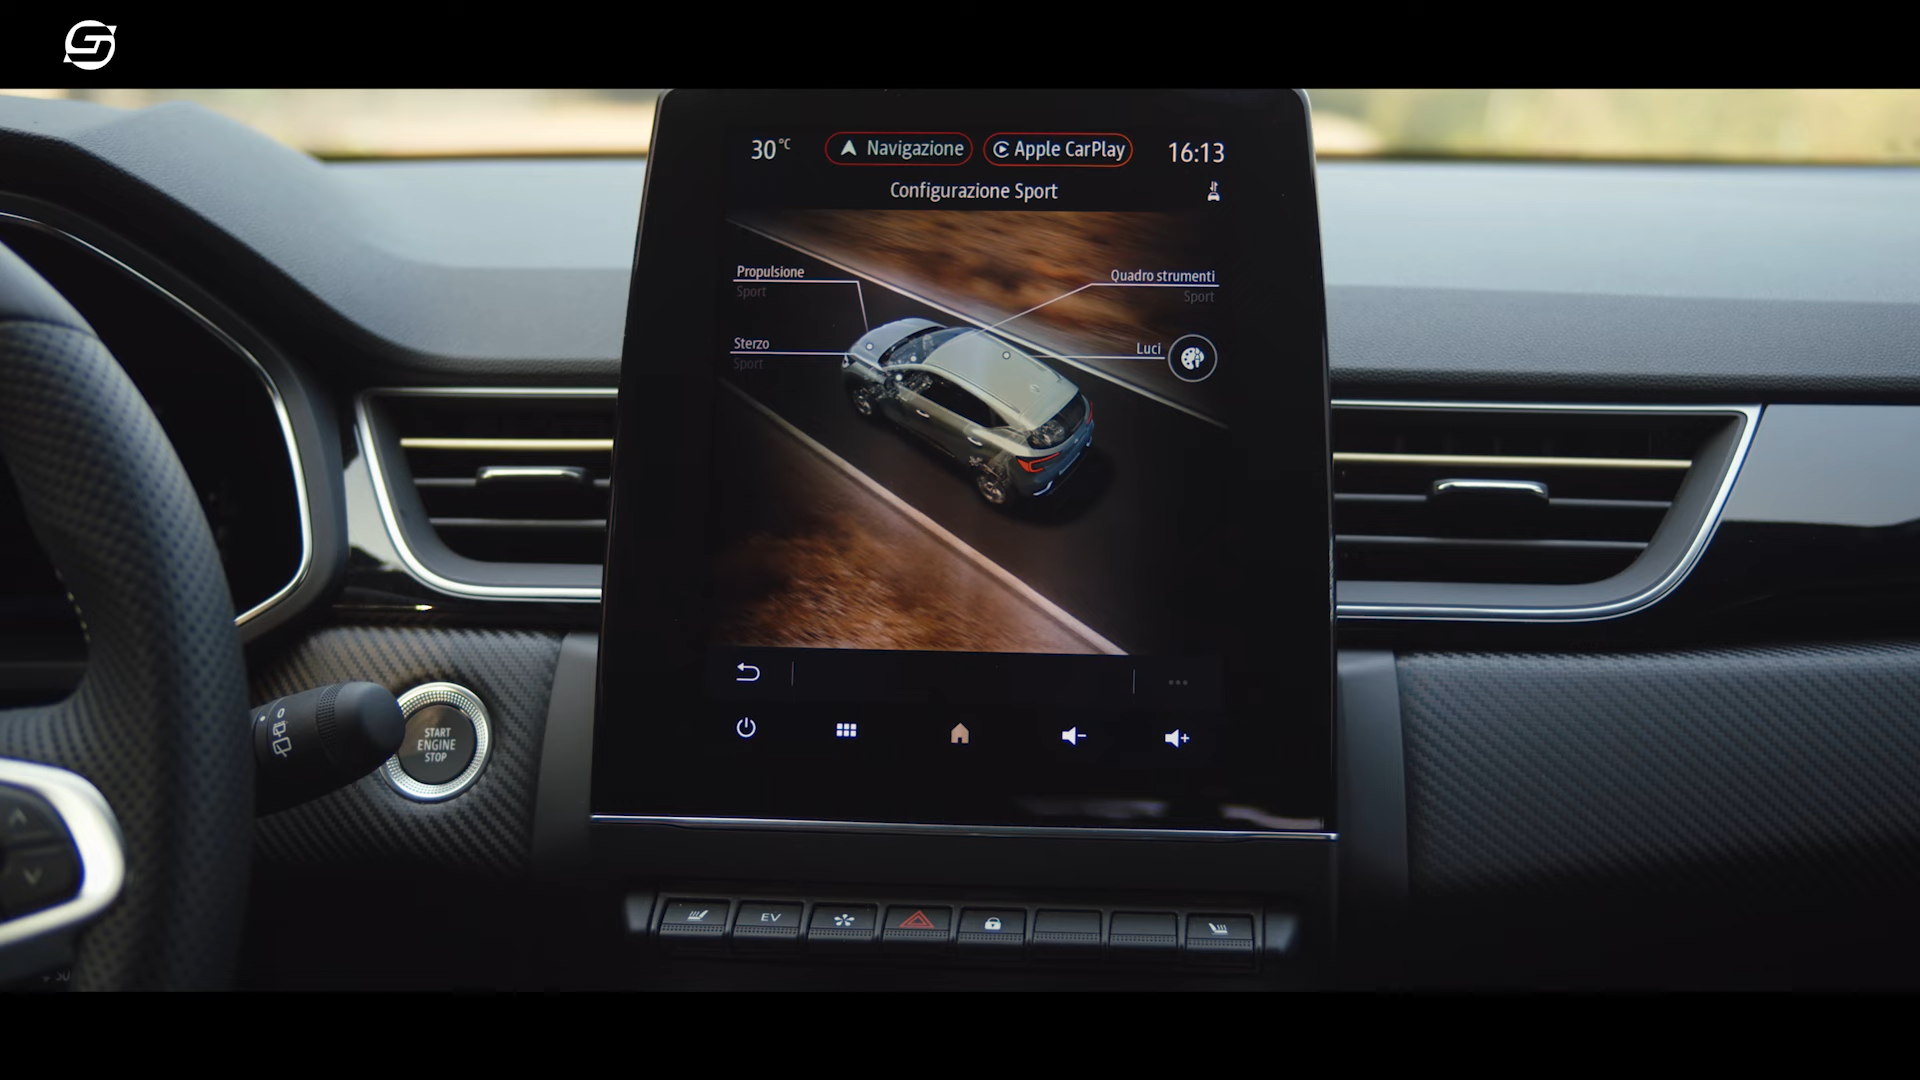 30°C
Navigazione
Apple CarPlay
16:13
Configurazione Sport
Propulsione
Sport
Quadro strumenti
Sport
Sterzo
Sport
Luci
START
ENGINE
STOP
EV